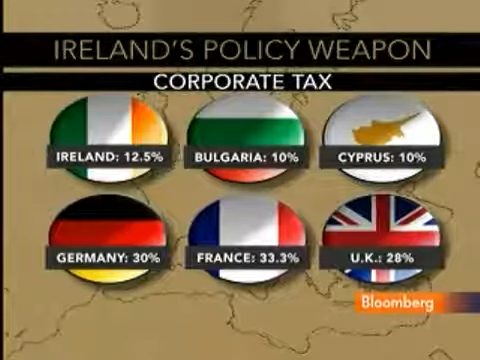 IRELAND'S POLICY WEAPON
CORPORATE TAX
IRELAND: 12.5%
BULGARIA: 10%
CYPRUS: 10%
GERMANY: 30%
FRANCE: 33.3%
U.K.: 28%
Bloomberg